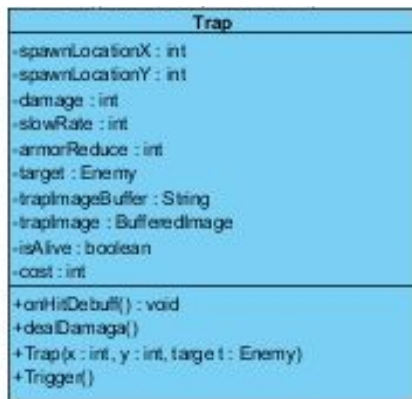 Trap
-spawnLocationX : int
-spawnLocationY : int
-damage : int
-slowRate : int
-armorReduce : int
-target : Enemy
-trapImageBuffer : String
-trapImage : BufferedImage
-isAlive : boolean
-cost : int
+onHitDebuff() : void
+dealDamaga()
+Trap(x : int, y : int, target : Enemy)
+Trigger()